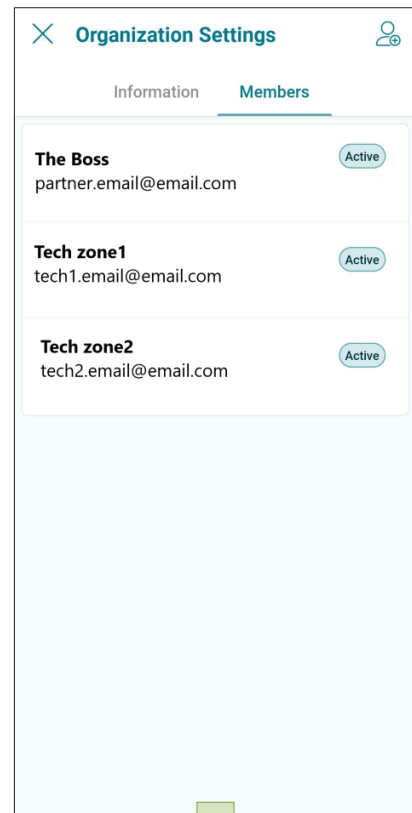 Organization Settings
Information Members
The Boss
Active
partner.email@email.com
Tech zone1
Active
tech1.email@email.com
Tech zone2
Active
tech2.email@email.com